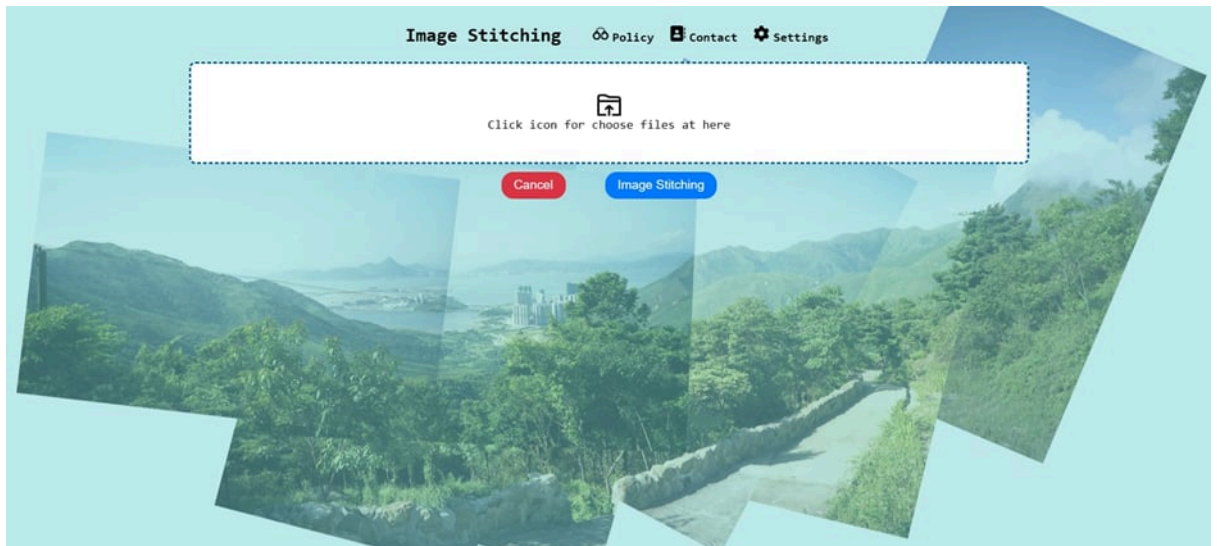 Image Stitching Policy Contact Settings
Click icon for choose files at here
Cancel Image Stitching